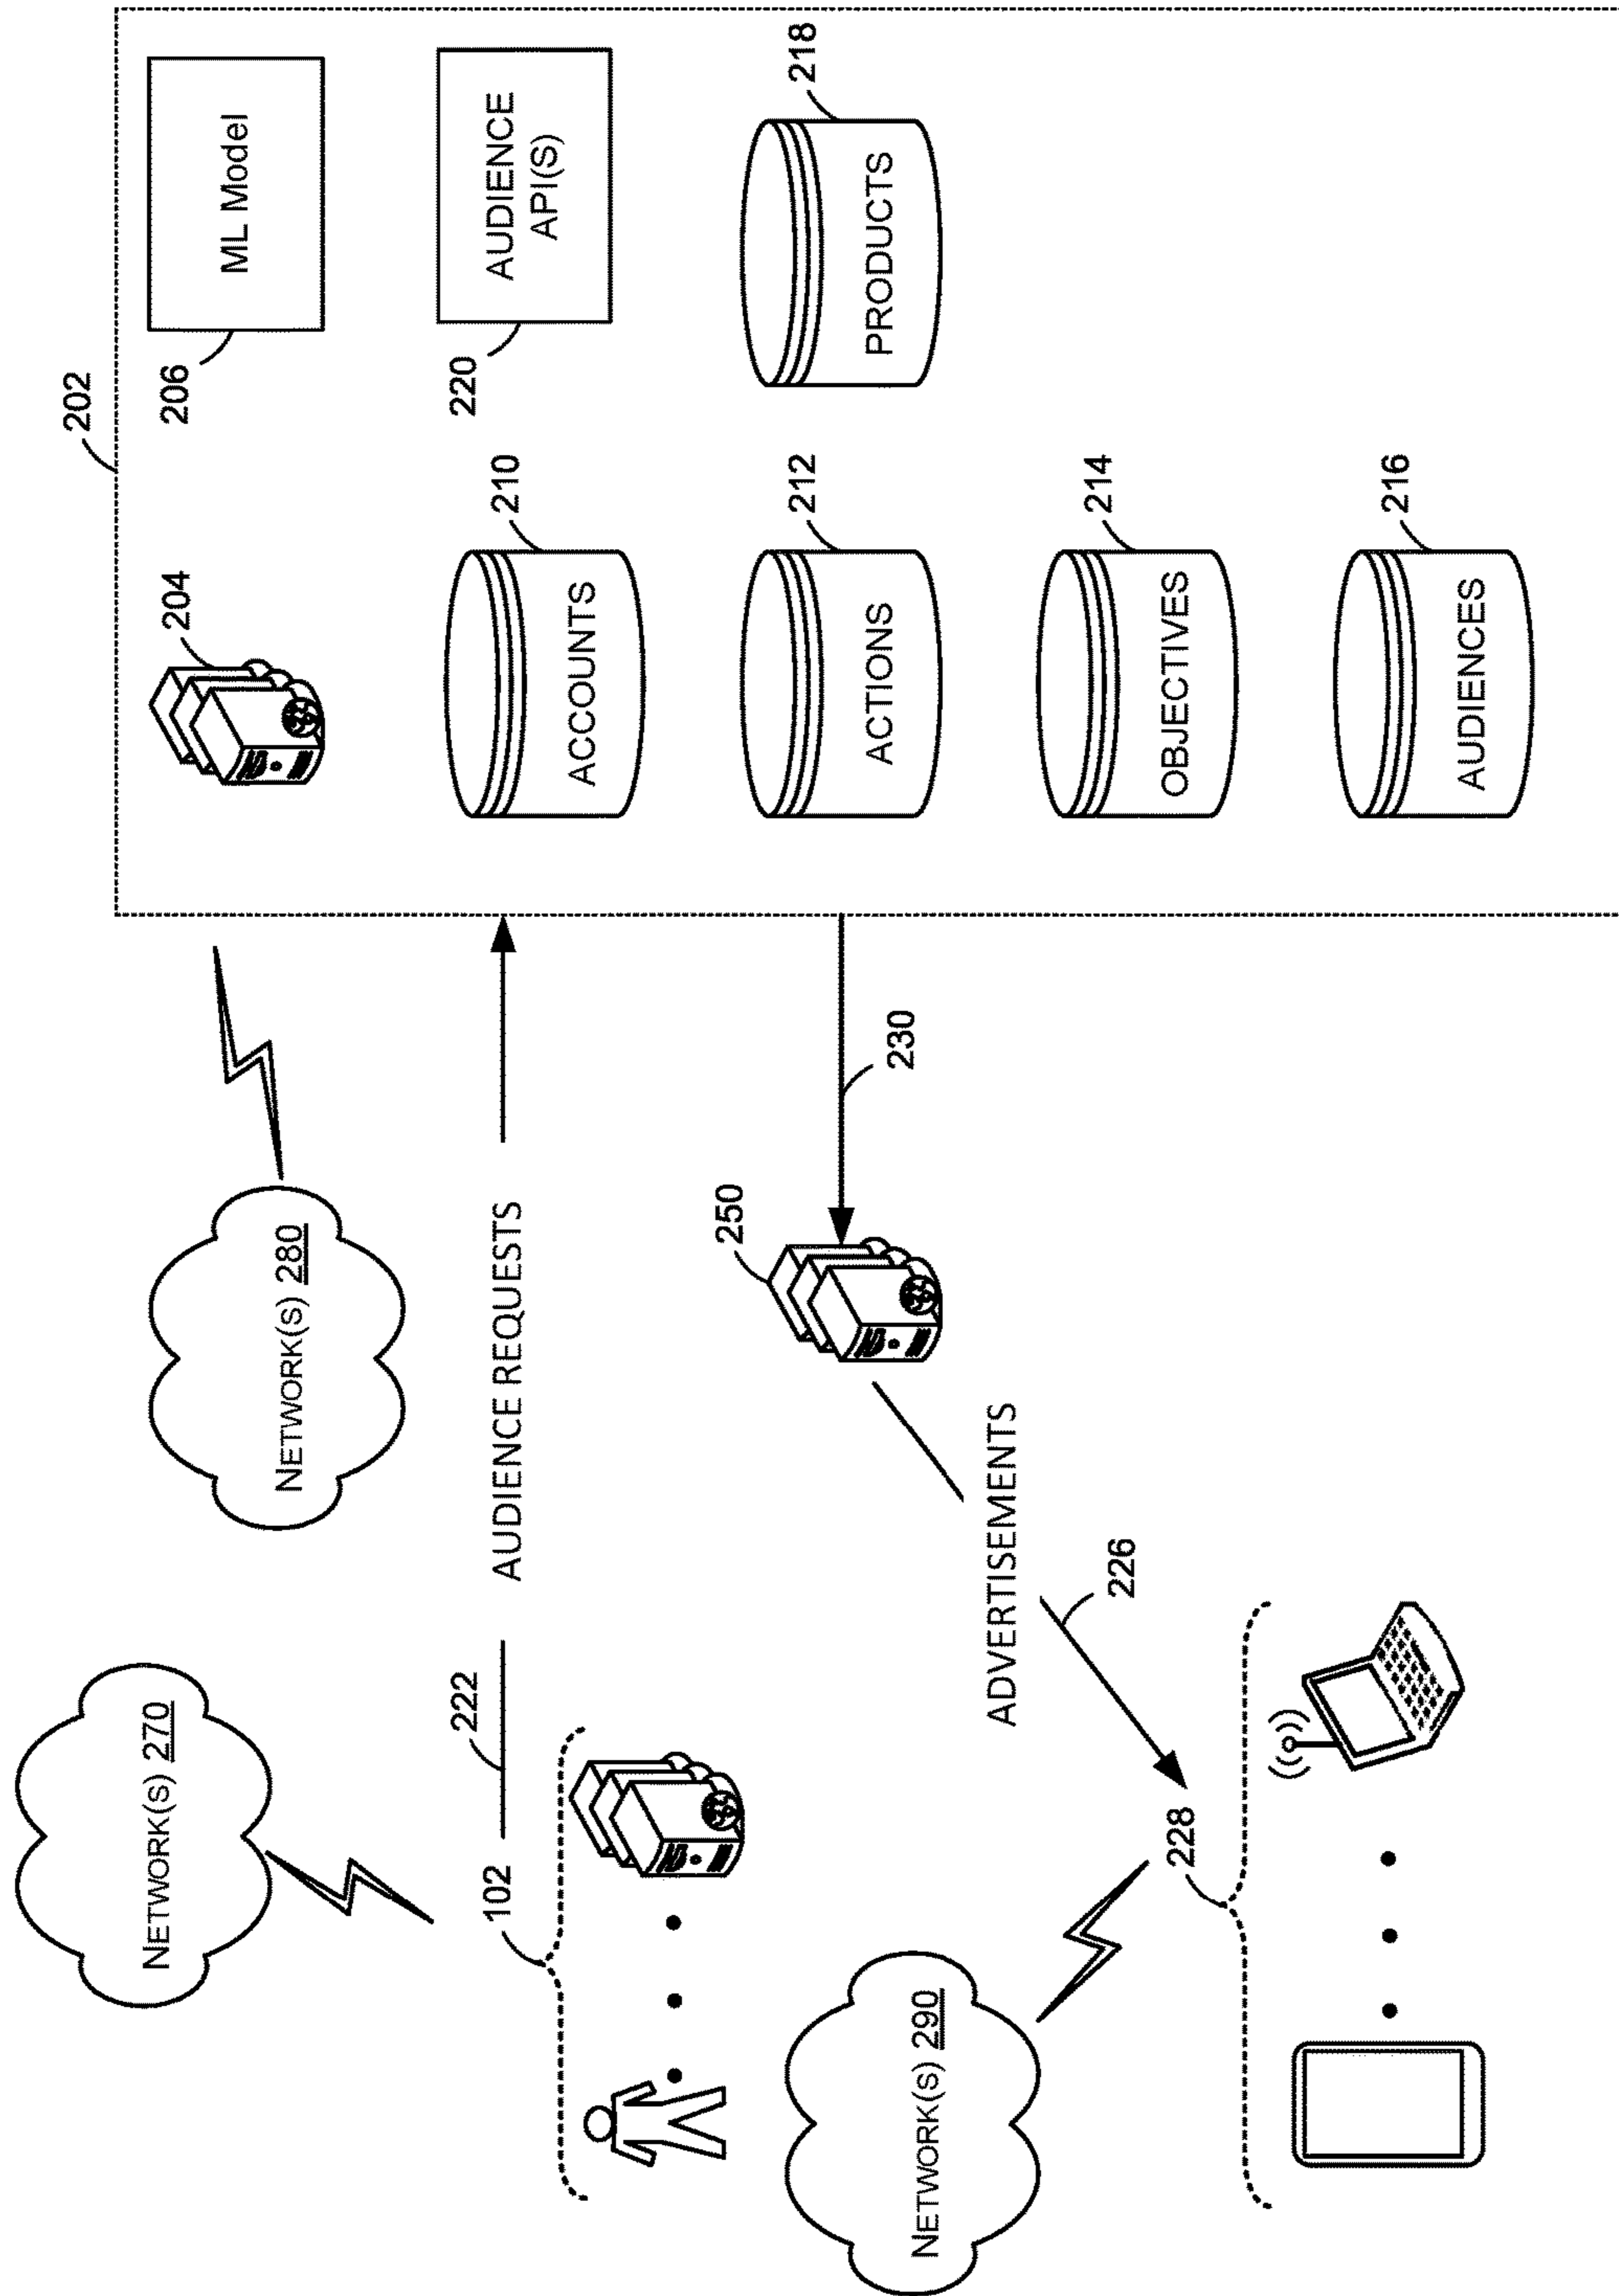 NETWORK(S) 270
NETWORK(S) 280
202
204
206
ML Model
102
222
AUDIENCE REQUESTS
210
ACCOUNTS
220
AUDIENCE
API(S)
NETWORK(S) 290
250
230
212
ACTIONS
218
PRODUCTS
ADVERTISEMENTS
226
228
214
OBJECTIVES
216
AUDIENCES